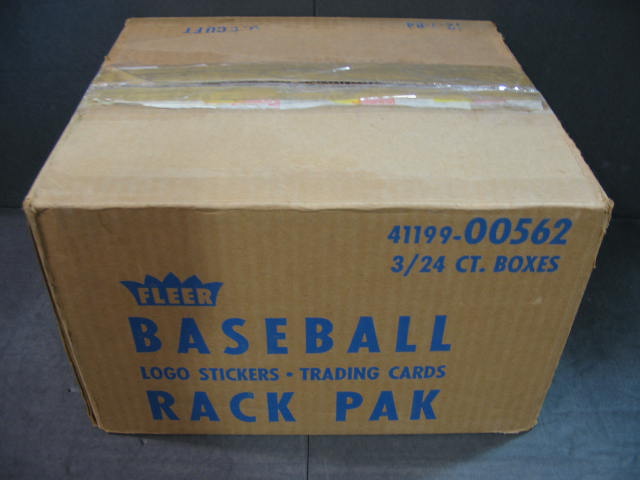 41199-00562
3/24 CT. BOXES
FLEER
BASEBALL
LOGO STICKERS • TRADING CARDS
RACK PAK